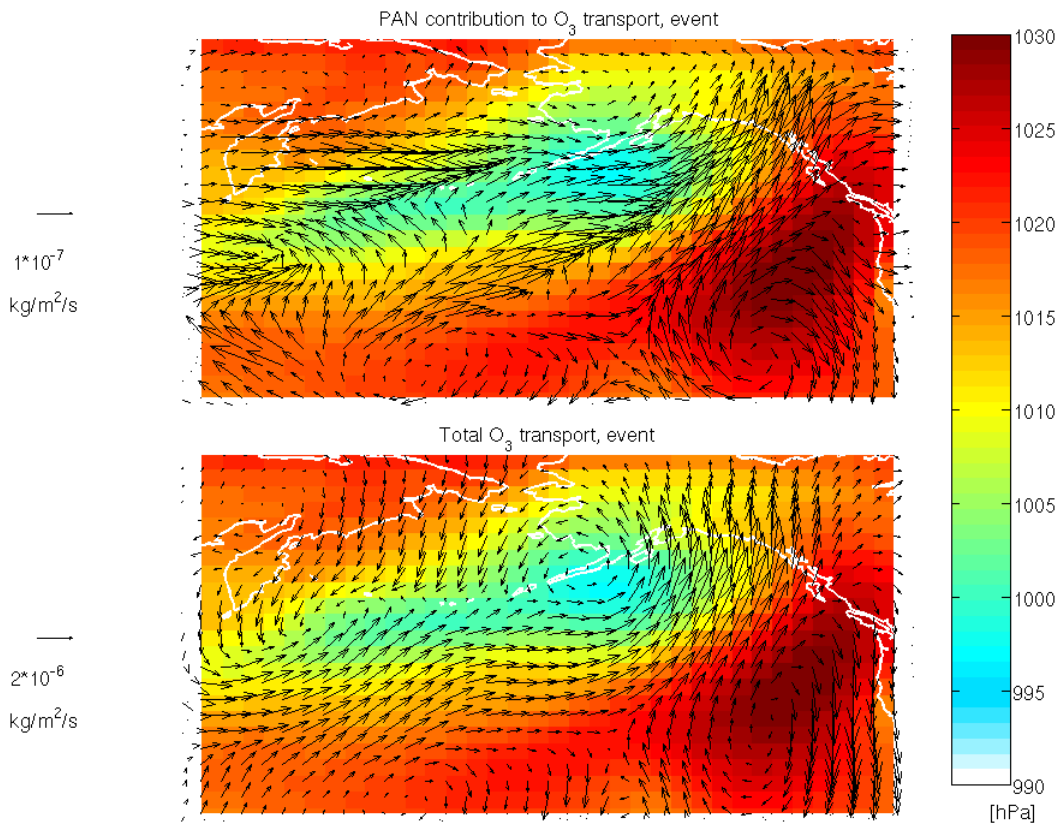 PAN contribution to O₃ transport, event
1*10⁻⁷
kg/m²/s
Total O₃ transport, event
2*10⁻⁶
kg/m²/s
1030
1025
1020
1015
1010
1005
1000
995
990
[hPa]